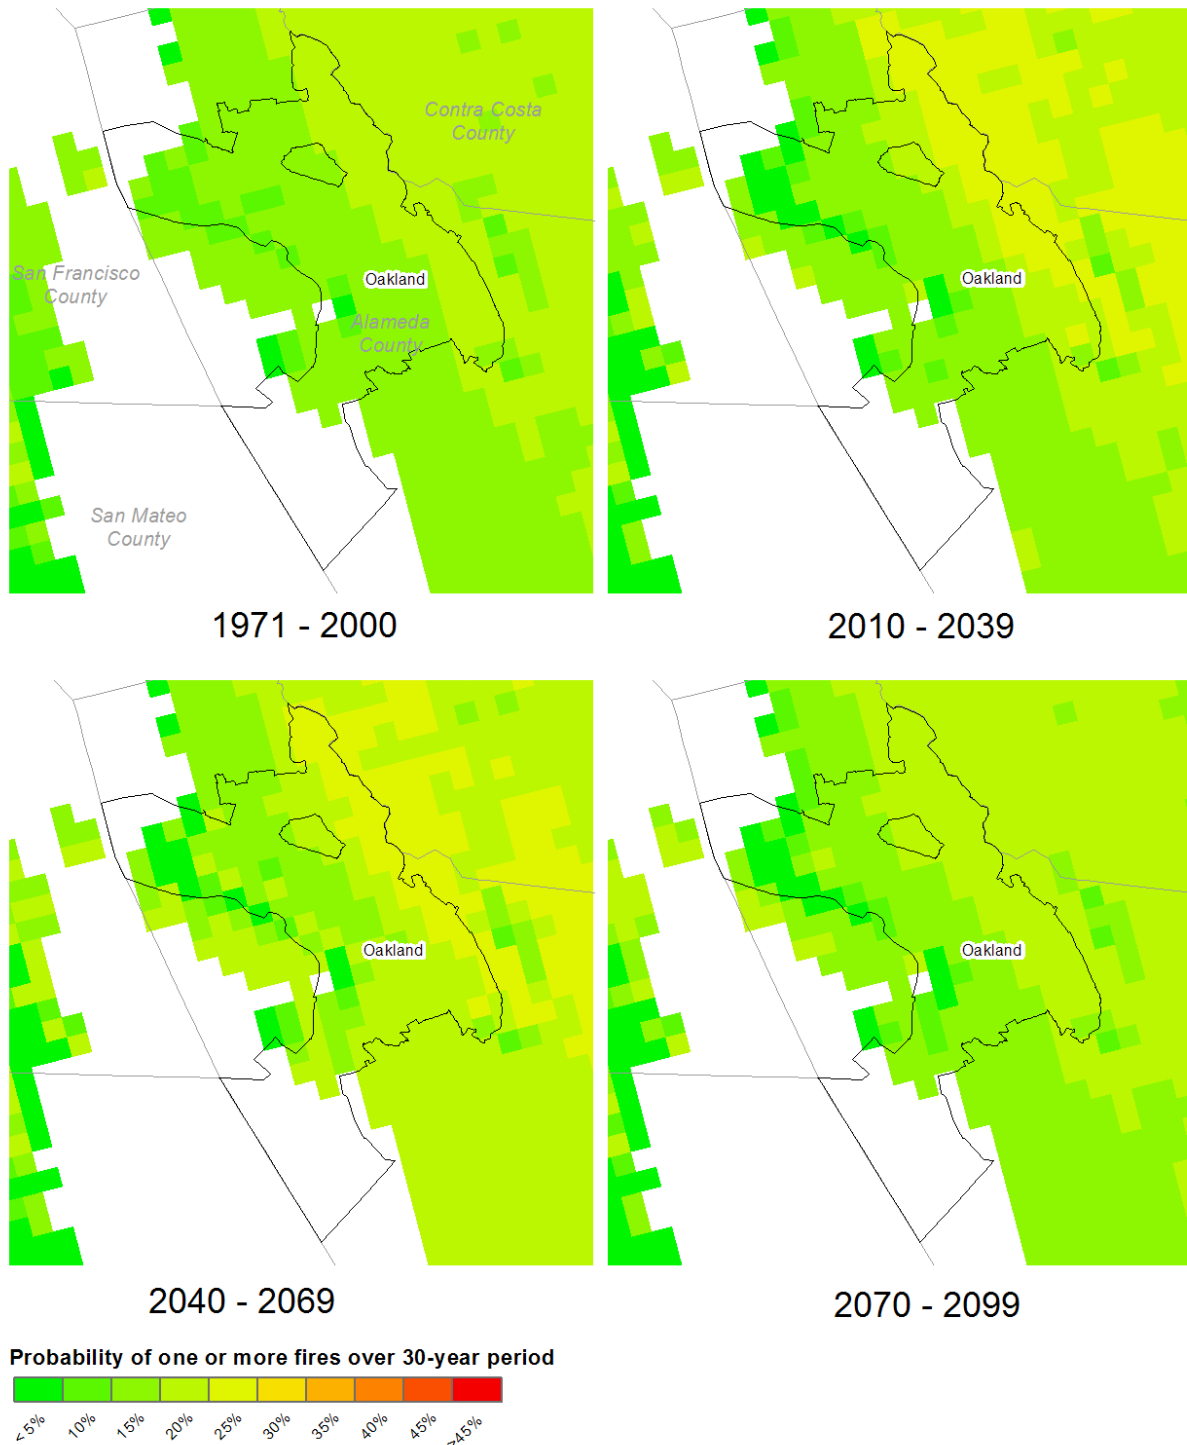 Contra Costa
County
San Francisco
County
Oakland
Alameda
County
San Mateo
County
1971 - 2000
Oakland
2010 - 2039
Oakland
2040 - 2069
Oakland
2070 - 2099
Probability of one or more fires over 30-year period
< 5% 10% 15% 20% 25% 30% 35% 40% 45% >45%